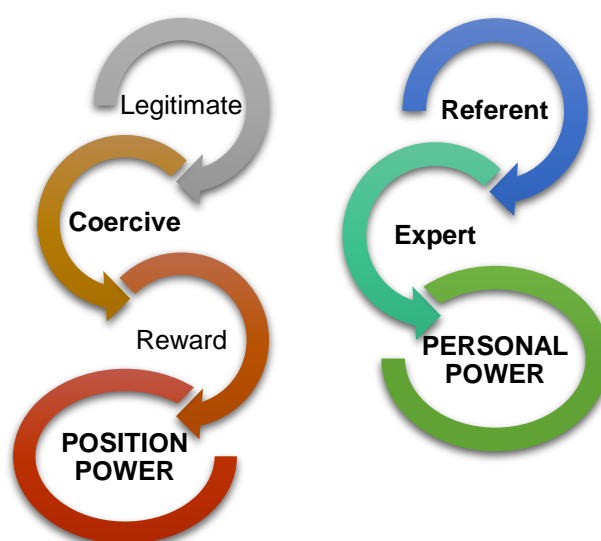 Legitimate
Coercive
Reward
POSITION
POWER
Referent
Expert
PERSONAL
POWER